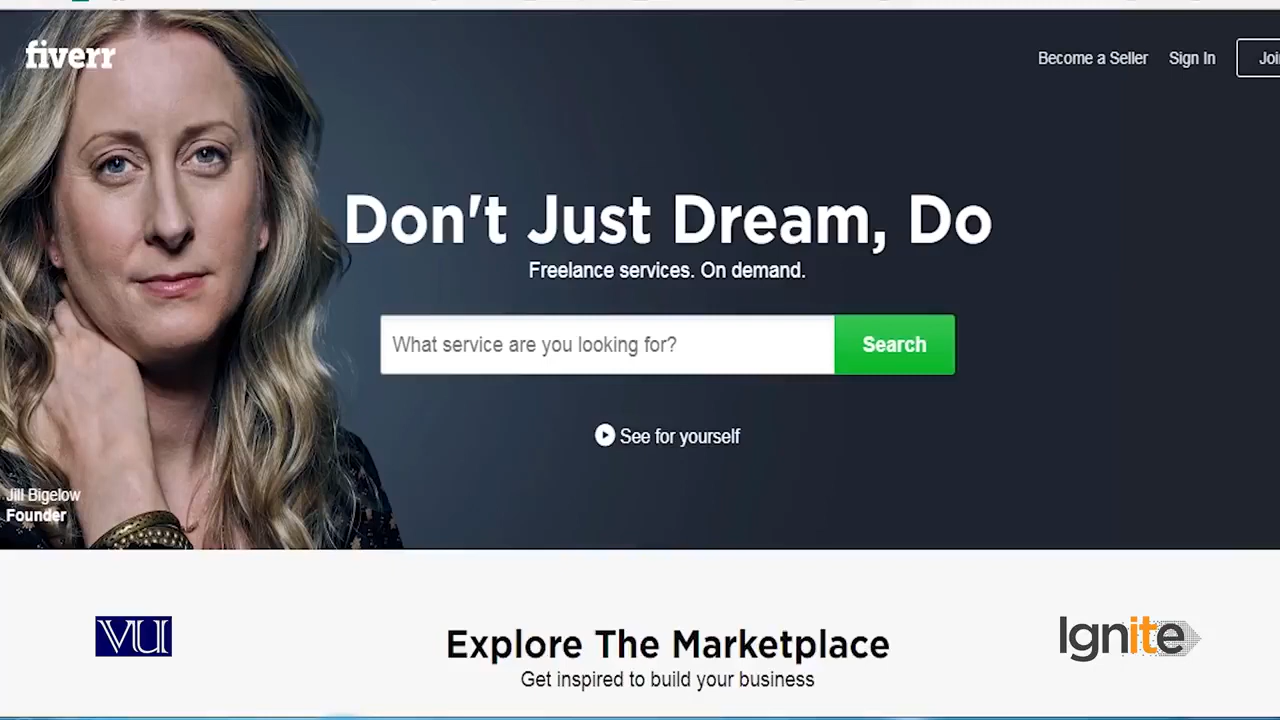 fiverr
Become a Seller Sign In Joi
Don't Just Dream, Do
Freelance services. On demand.
What service are you looking for? Search
See for yourself
Jill Bigelow
Founder
VU
Explore The Marketplace
Ignite
Get inspired to build your business